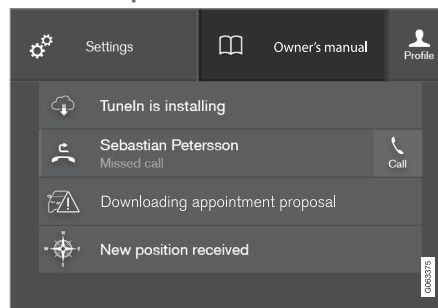 Settings
Owner's manual
Profile
TuneIn is installing
Sebastian Petersson
Missed call
Call
Downloading appointment proposal
New position received
G063375